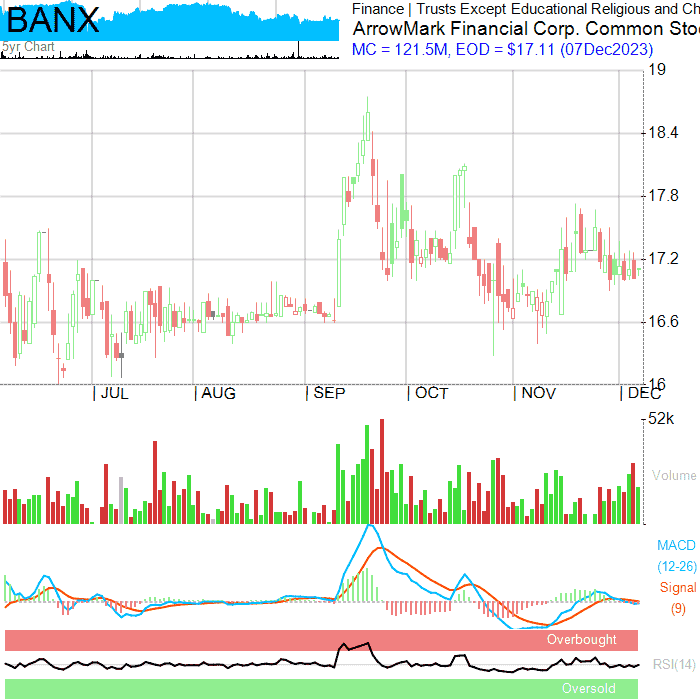 BANX
5yr Chart
Finance | Trusts Except Educational Religious and Ch
ArrowMark Financial Corp. Common Sto
MC = 121.5M, EOD = $17.11 (07Dec2023)
19
18.4
17.8
17.2
16.6
16
JUL
AUG
SEP
OCT
NOV
DEC
52k
Volume
MACD
(12-26)
Signal
(9)
Overbought
RSI(14)
Oversold